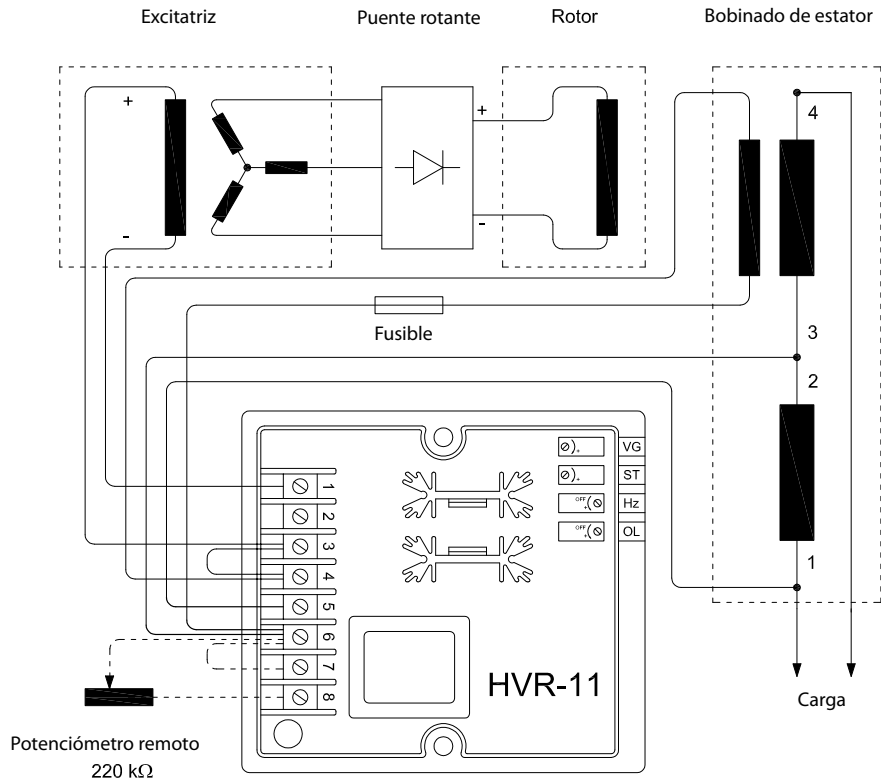 Excitatriz
Puente rotante
Rotor
Bobinado de estator
+
-
+
-
4
3
2
1
Fusible
1
2
3
4
5
6
7
8
VG
ST
OFF
Hz
OFF
OL
+
+
+
+
HVR-11
Carga
Potenciómetro remoto
220 kΩ